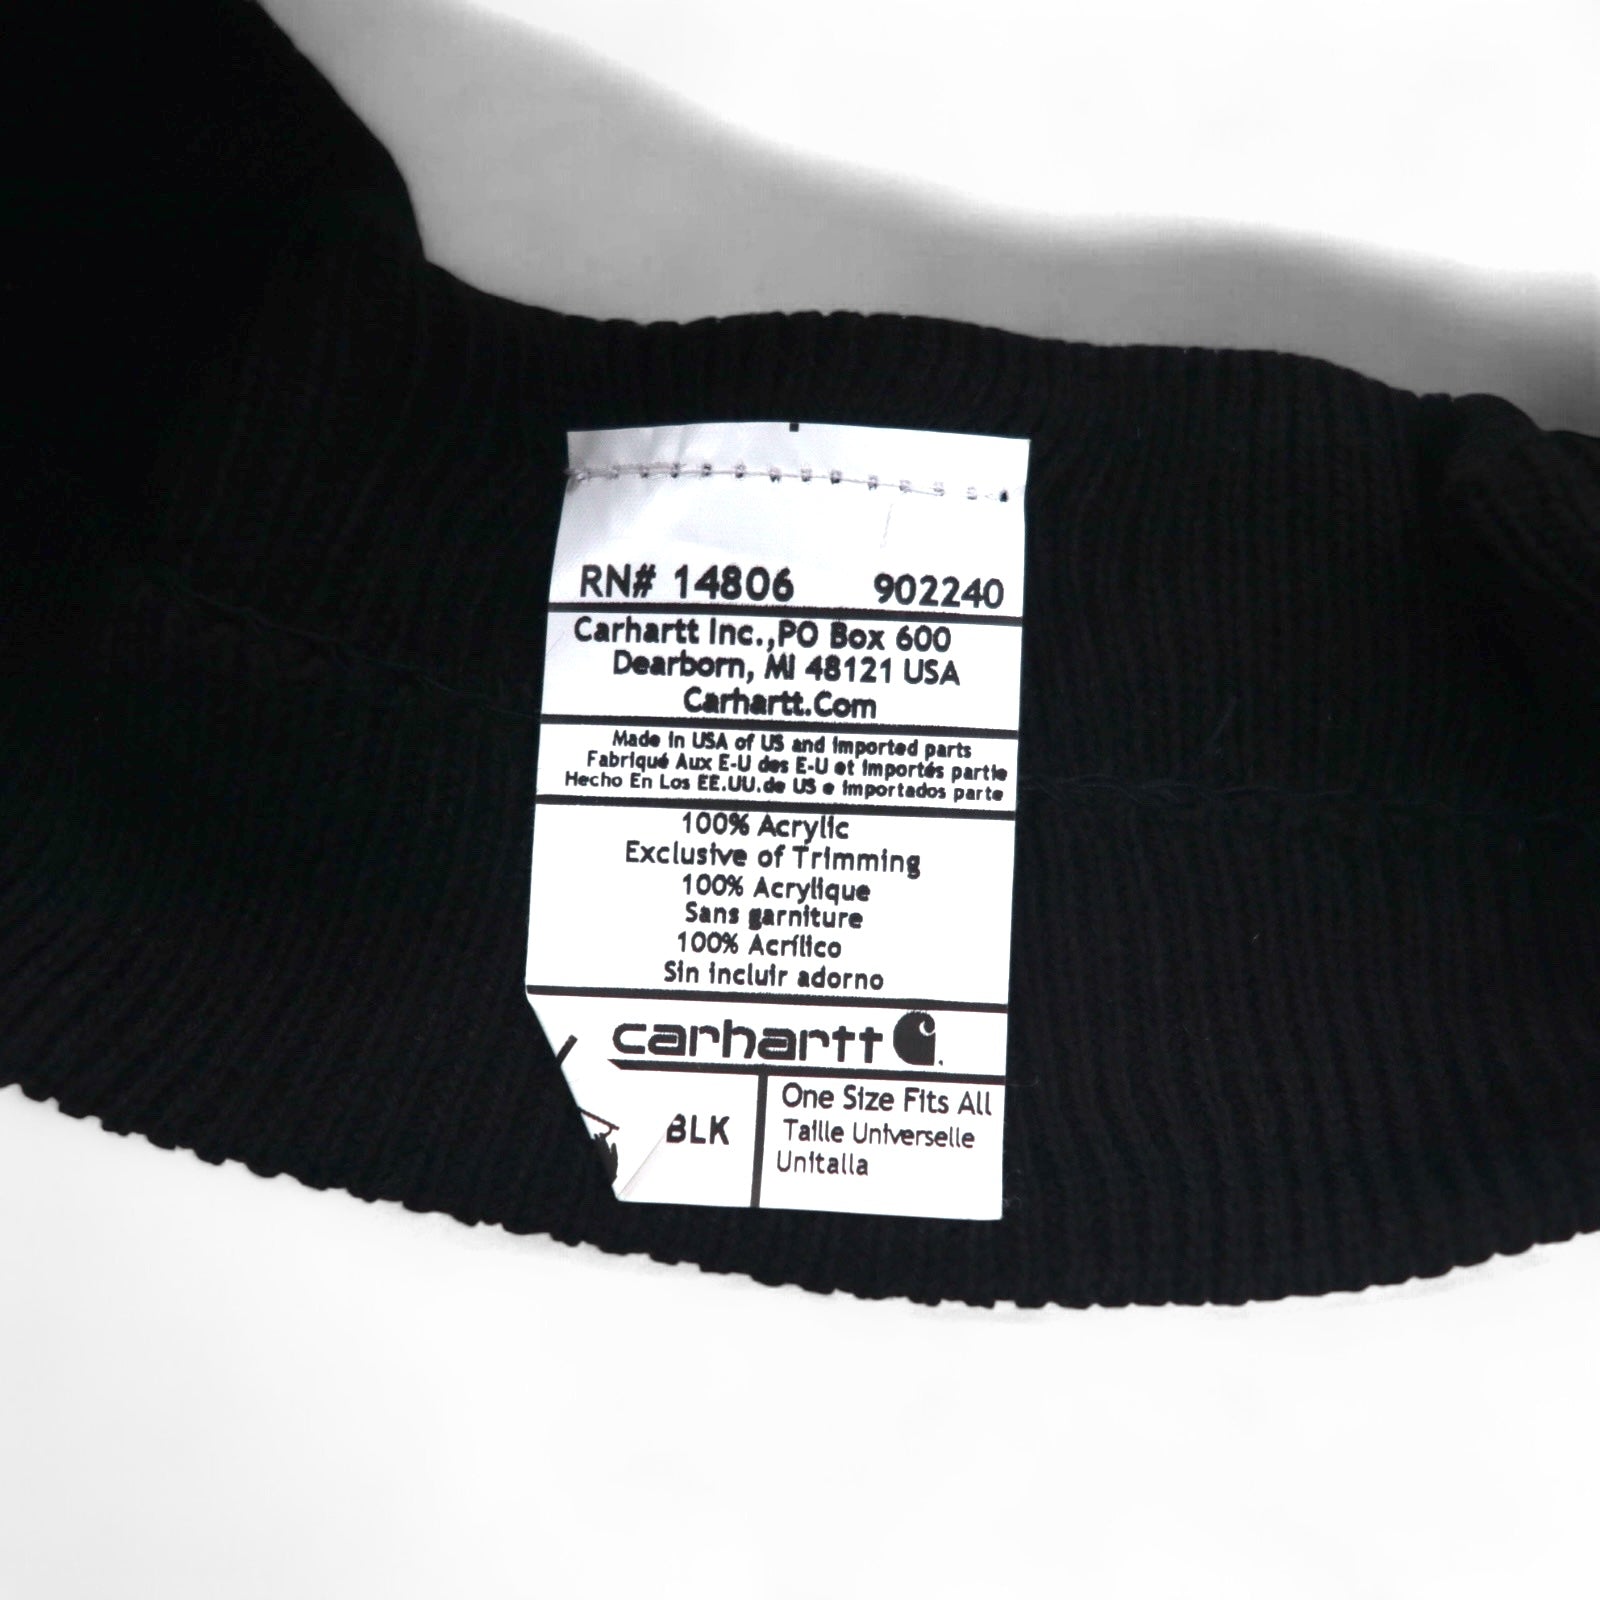 RN# 14806 902240
Carhartt Inc.,PO Box 600
Dearborn, MI 48121 USA
Carhartt.Com
Made in USA of US and imported parts
Fabriqué Aux E-U des E-U et importés partie
Hecho En Los EE.UU.de US e importados parte
100% Acrylic
Exclusive of Trimming
100% Acrylique
Sans garniture
100% Acrílico
Sin incluir adorno
carhartt
BLK
One Size Fits All
Taille Universelle
Unitalla